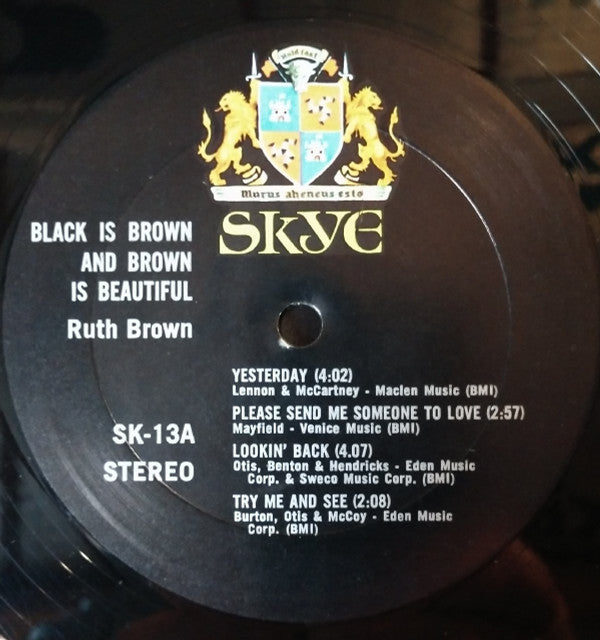 Hold fast
Murus aheneus esto
SKYE
BLACK IS BROWN
AND BROWN
IS BEAUTIFUL
Ruth Brown
SK-13A
STEREO
YESTERDAY (4:02)
Lennon & McCartney - Maclen Music (BMI)
PLEASE SEND ME SOMEONE TO LOVE (2:57)
Mayfield - Venice Music (BMI)
LOOKIN' BACK (4.07)
Otis, Benton & Hendricks - Eden Music
Corp. & Sweco Music Corp. (BMI)
TRY ME AND SEE (2:08)
Burton, Otis & McCoy - Eden Music
Corp. (BMI)